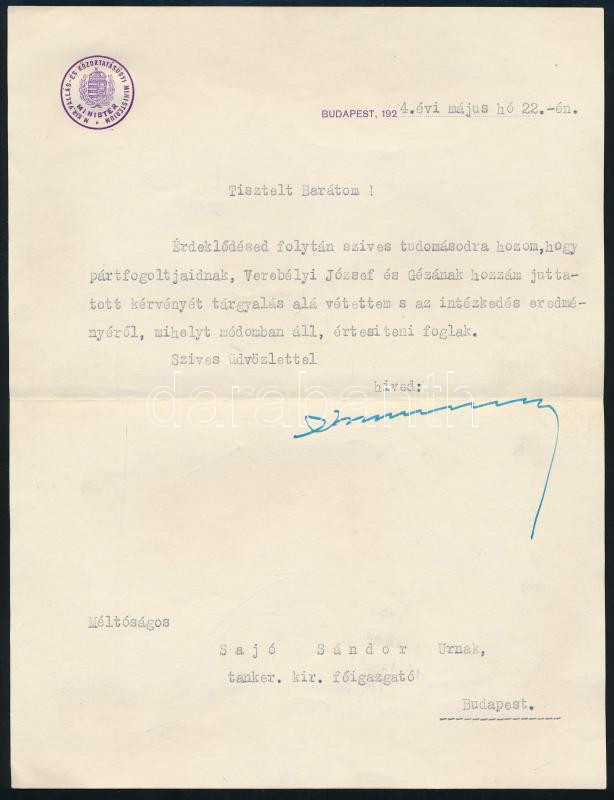 M. KIR. VALLÁS-ÉS KÖZOKTATÁSÜGYI MINISTERIUM
MINISTER
BUDAPEST, 1924.évi május hó 22.-én.
Tisztelt Barátom !
Érdeklődésed folytán szives tudomásodra hozom,hogy
pártfogoltjaidnak, Verebélyi József és Gézának hozzám jutta-
tott kérvényét tárgyalás alá vétettem s az intézkedés eredmé-
nyéről, mihelyt módomban áll, értesiteni foglak.
Szives üdvözlettel
hived:
darabanth
Méltóságos
Sajó Sándor Urnak,
tanker. kir. főigazgató
Budapest.